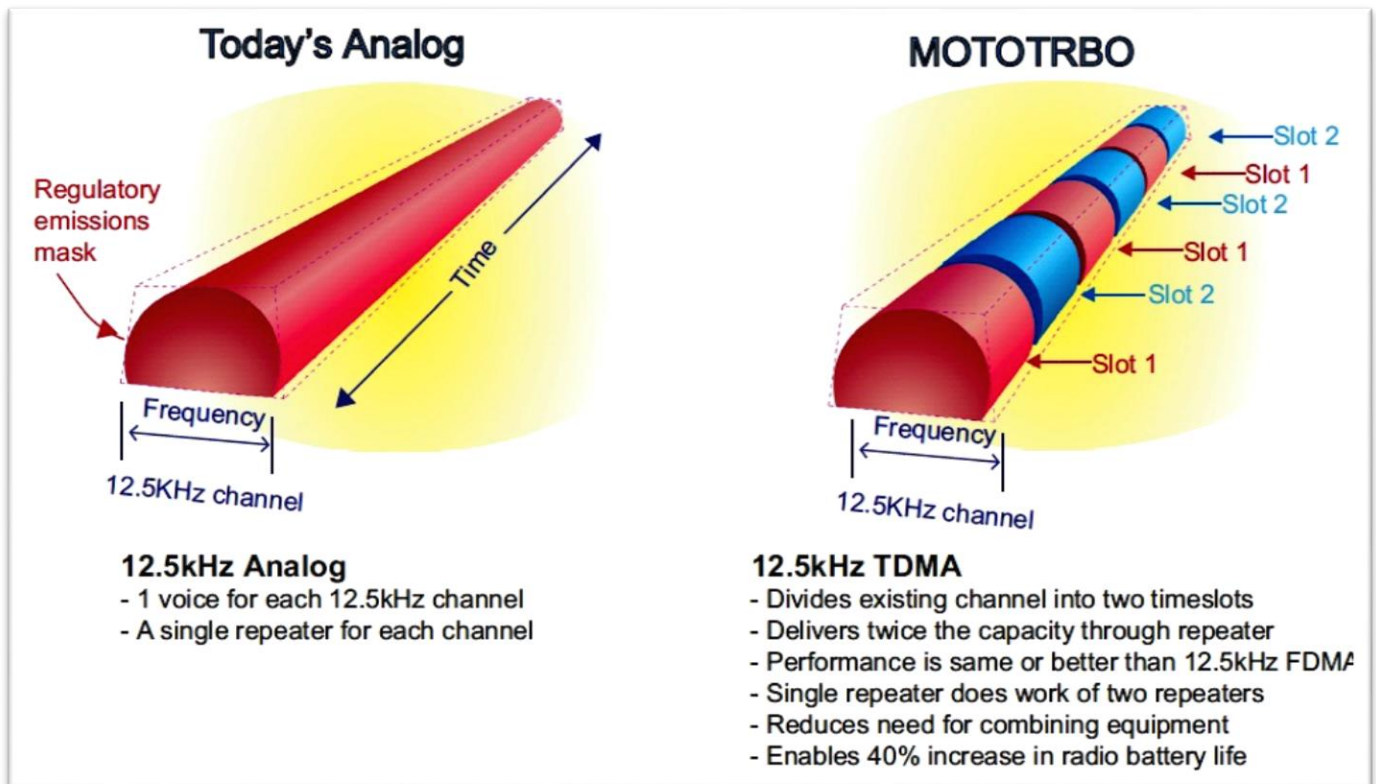 Today's Analog
Regulatory
emissions
mask
Time
Frequency
12.5KHz channel
12.5kHz Analog
- 1 voice for each 12.5kHz channel
- A single repeater for each channel
MOTOTRBO
Slot 2
Slot 1
Slot 2
Slot 1
Slot 2
Slot 1
Frequency
12.5KHz channel
12.5kHz TDMA
- Divides existing channel into two timeslots
- Delivers twice the capacity through repeater
- Performance is same or better than 12.5kHz FDMA
- Single repeater does work of two repeaters
- Reduces need for combining equipment
- Enables 40% increase in radio battery life